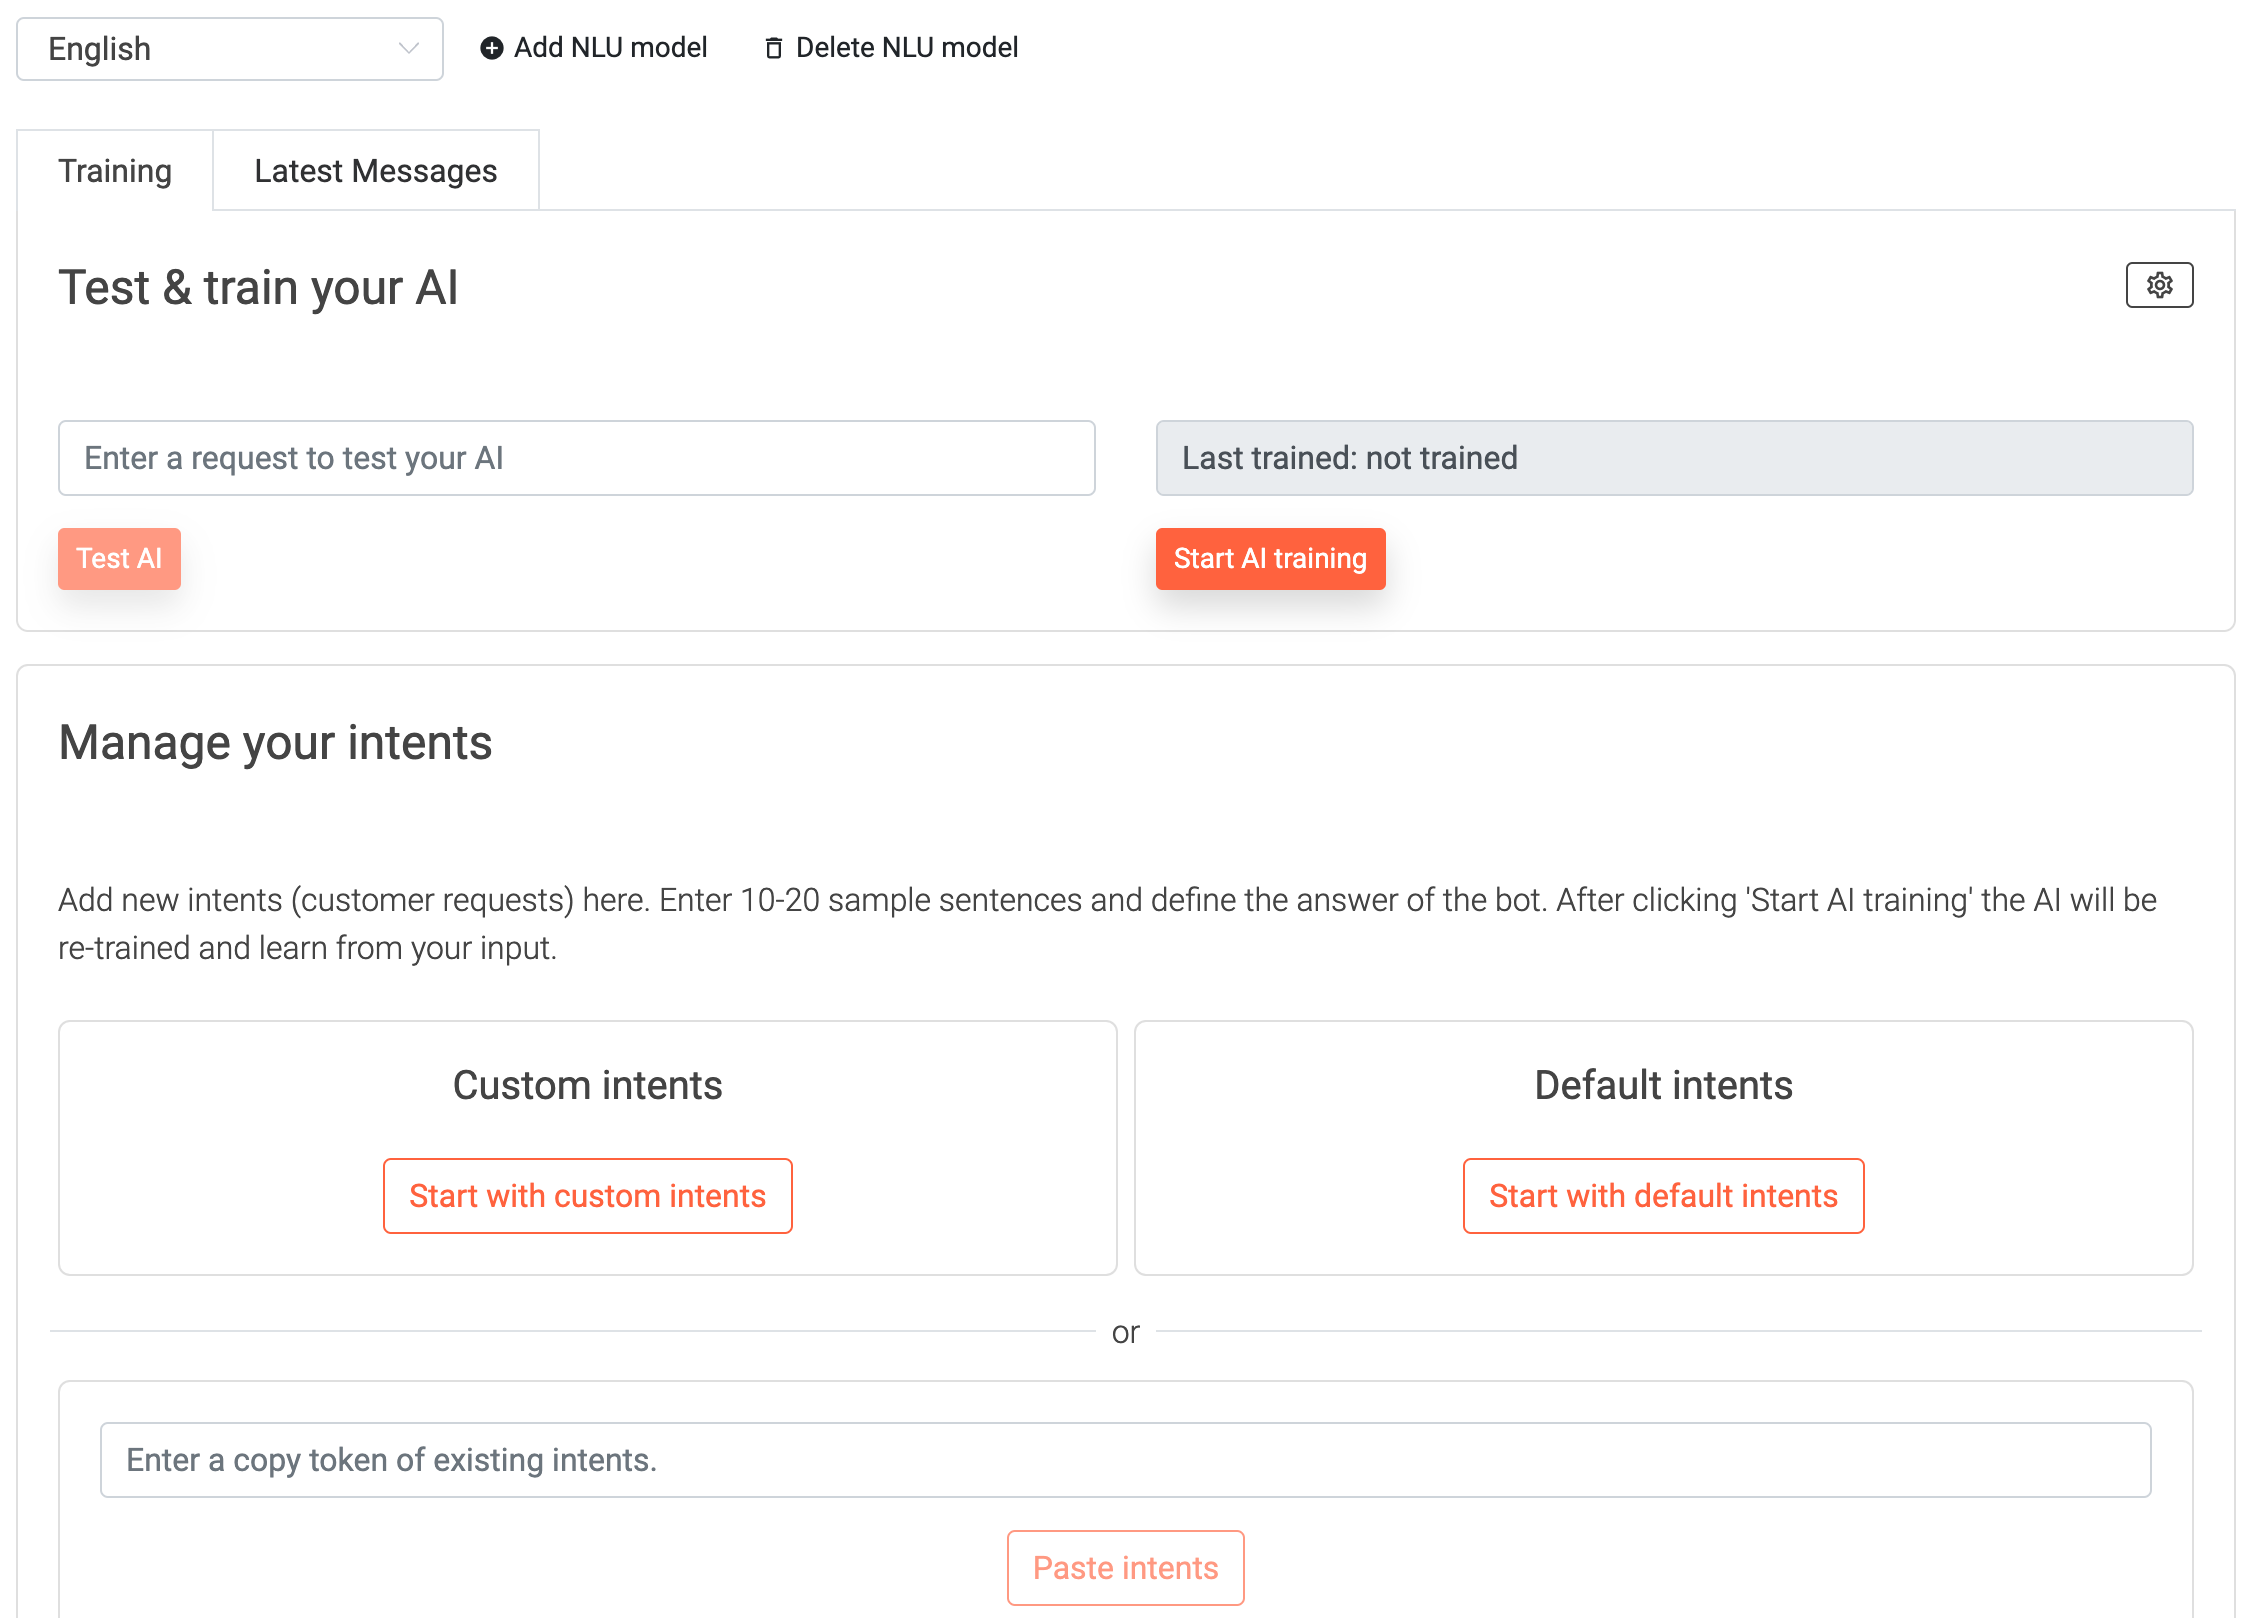 English
Add NLU model
Delete NLU model
Training
Latest Messages
Test & train your AI
Enter a request to test your AI
Last trained: not trained
Test AI
Start AI training
Manage your intents
Add new intents (customer requests) here. Enter 10-20 sample sentences and define the answer of the bot. After clicking 'Start AI training' the AI will be
re-trained and learn from your input.
Custom intents
Default intents
Start with custom intents
Start with default intents
or
Enter a copy token of existing intents.
Paste intents